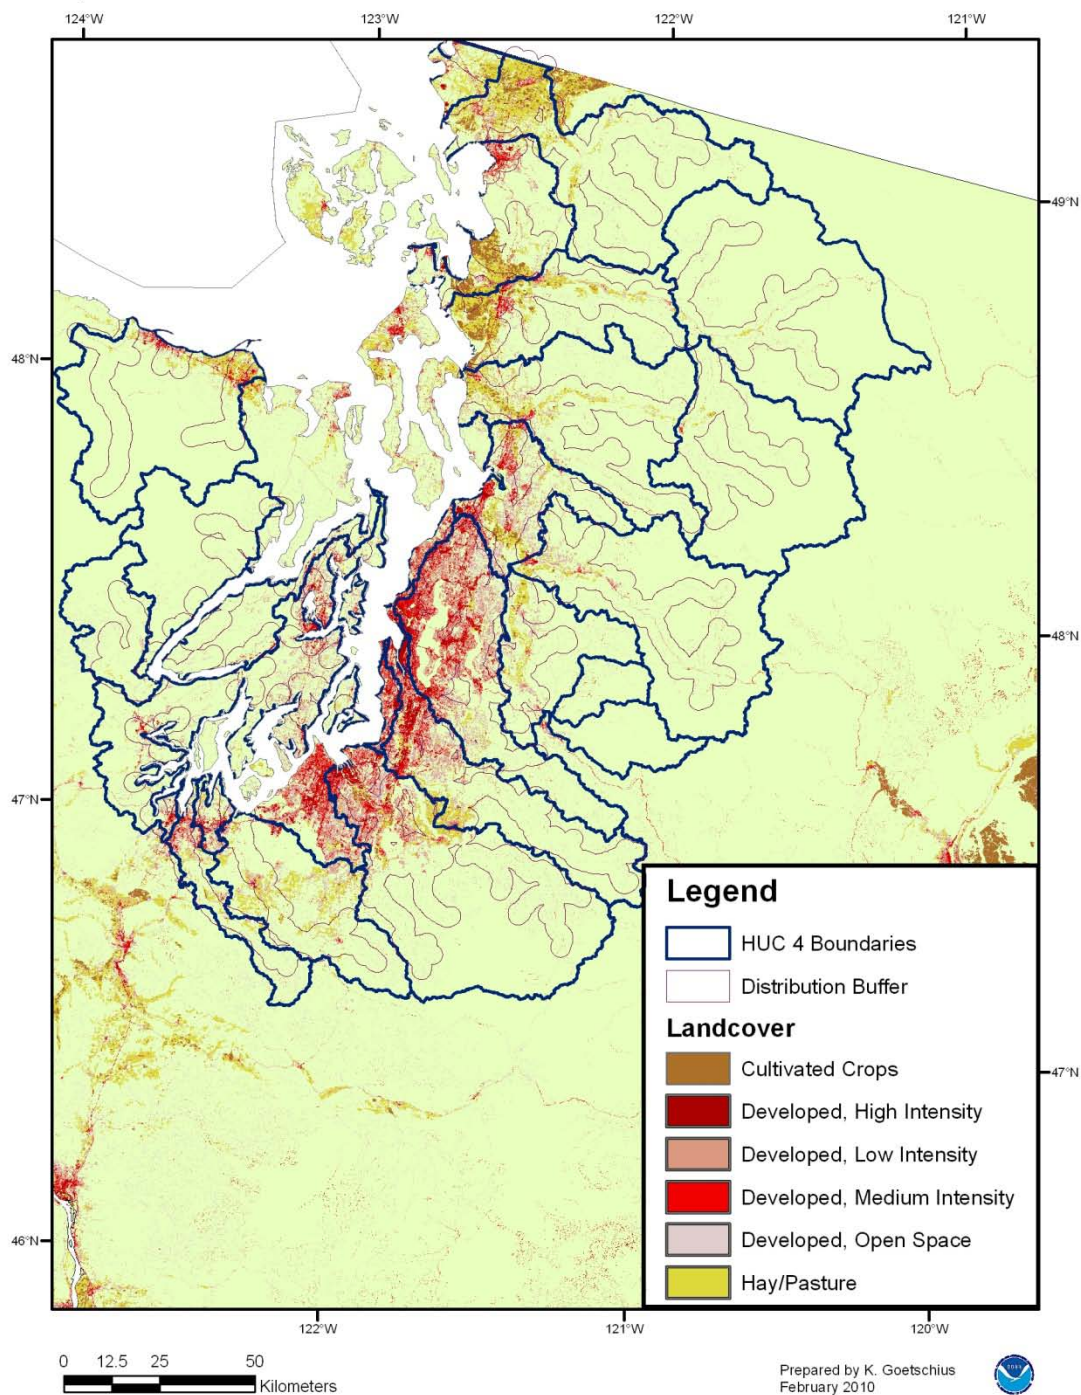 124°W 123°W 122°W 121°W
49°N
48°N
48°N
47°N
Legend
HUC 4 Boundaries
Distribution Buffer
Landcover
Cultivated Crops
Developed, High Intensity
Developed, Low Intensity
Developed, Medium Intensity
Developed, Open Space
Hay/Pasture
47°N
46°N
122°W 121°W 120°W
0 12.5 25 50
Kilometers
Prepared by K. Goetschius
February 2010